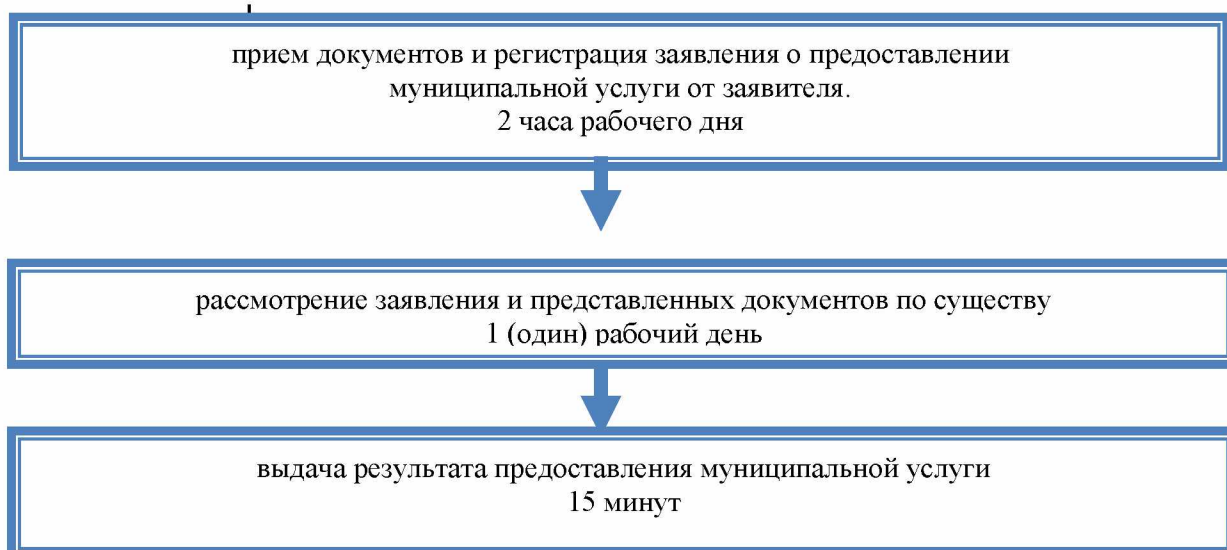 прием документов и регистрация заявления о предоставлении
муниципальной услуги от заявителя.
2 часа рабочего дня
рассмотрение заявления и представленных документов по существу
1 (один) рабочий день
выдача результата предоставления муниципальной услуги
15 минут